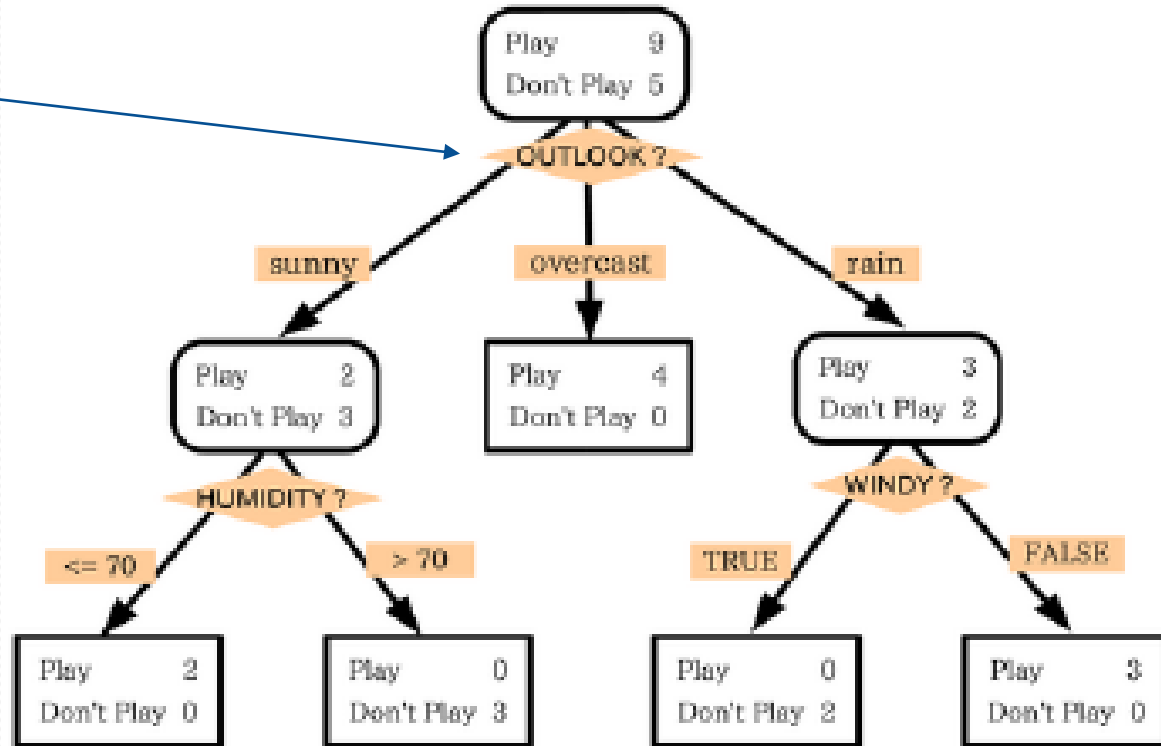 Play 9
Don't Play 5
OUTLOOK ?
sunny
overcast
rain
Play 2
Don't Play 3
Play 4
Don't Play 0
Play 3
Don't Play 2
HUMIDITY ?
WINDY ?
<= 70
> 70
TRUE
FALSE
Play 2
Don't Play 0
Play 0
Don't Play 3
Play 0
Don't Play 2
Play 3
Don't Play 0